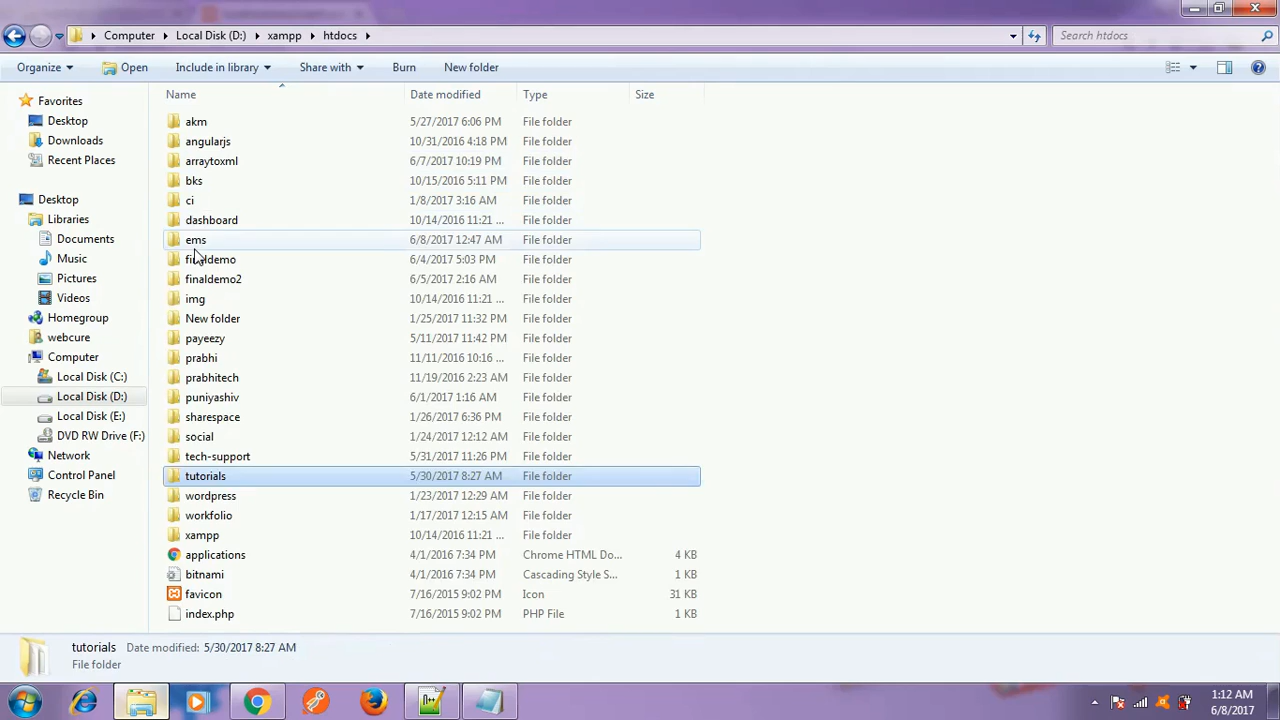 Computer Local Disk (D:) xampp htdocs Search htdocs
Organize Open Include in library Share with Burn New folder
Name Date modified Type Size
Favorites
Desktop
Downloads
Recent Places
Desktop
Libraries
Documents
Music
Pictures
Videos
Homegroup
webcure
Computer
Local Disk (C:)
Local Disk (D:)
Local Disk (E:)
DVD RW Drive (F:)
Network
Control Panel
Recycle Bin
akm 5/27/2017 6:06 PM File folder
angularjs 10/31/2016 4:18 PM File folder
arraytoxml 6/7/2017 10:19 PM File folder
bks 10/15/2016 5:11 PM File folder
ci 1/8/2017 3:16 AM File folder
dashboard 10/14/2016 11:21 ... File folder
ems 6/8/2017 12:47 AM File folder
finaldemo 6/4/2017 5:03 PM File folder
finaldemo2 6/5/2017 2:16 AM File folder
img 10/14/2016 11:21 ... File folder
New folder 1/25/2017 11:32 PM File folder
payeezy 5/11/2017 11:42 PM File folder
prabhi 11/11/2016 10:16 ... File folder
prabhitech 11/19/2016 2:23 AM File folder
puniyashiv 6/1/2017 1:16 AM File folder
sharespace 1/26/2017 6:36 PM File folder
social 1/24/2017 12:12 AM File folder
tech-support 5/31/2017 11:26 PM File folder
tutorials 5/30/2017 8:27 AM File folder
wordpress 1/23/2017 12:29 AM File folder
workfolio 1/17/2017 12:15 AM File folder
xampp 10/14/2016 11:21 ... File folder
applications 4/1/2016 7:34 PM Chrome HTML Do... 4 KB
bitnami 4/1/2016 7:34 PM Cascading Style S... 1 KB
favicon 7/16/2015 9:02 PM Icon 31 KB
index.php 7/16/2015 9:02 PM PHP File 1 KB
tutorials Date modified: 5/30/2017 8:27 AM
File folder
1:12 AM
6/8/2017